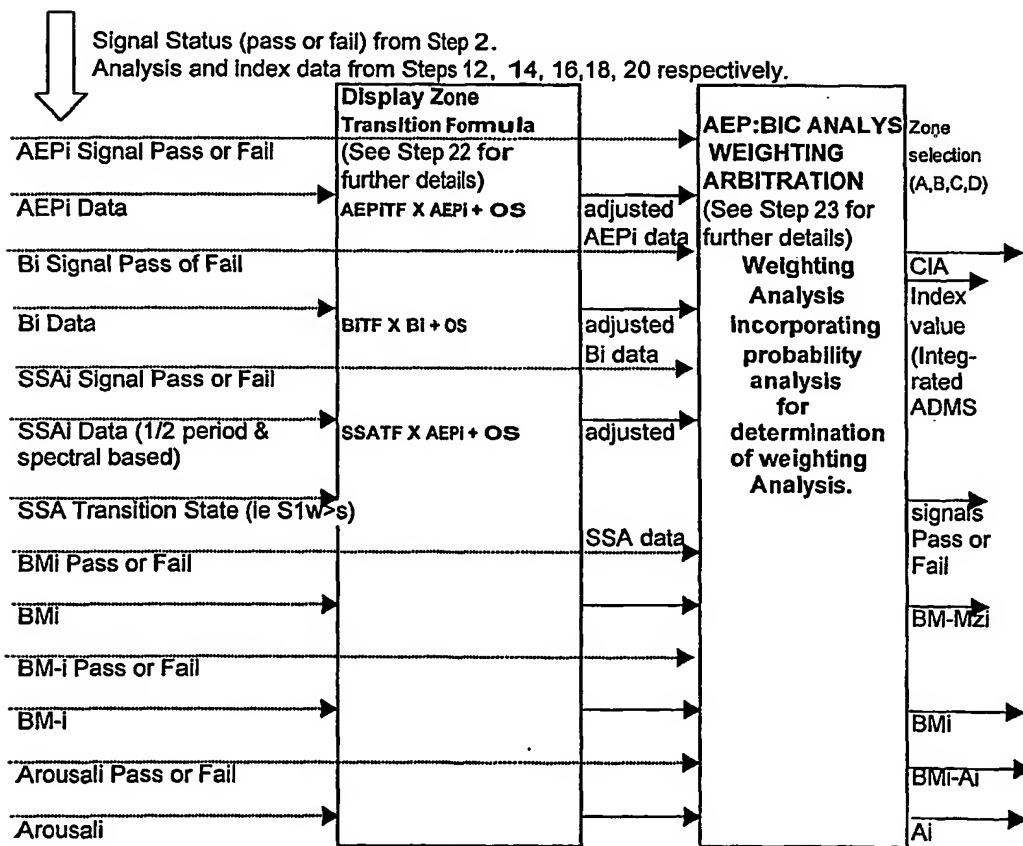 Signal Status (pass or fail) from Step 2.
Analysis and Index data from Steps 12, 14, 16,18, 20 respectively.
Display Zone
Transition Formula
(See Step 22 for
further details)
AEPiTF X AEPi + OS
BiTF X Bi + OS
SSATF X AEPi + OS
AEPi Signal Pass or Fail
AEPi Data
Bi Signal Pass of Fail
Bi Data
SSAi Signal Pass or Fail
SSAi Data (1/2 period &
spectral based)
SSA Transition State (ie S1w>s)
BMi Pass or Fail
BMi
BM-i Pass or Fail
BM-i
Arousali Pass or Fail
Arousali
adjusted
AEPi data
adjusted
Bi data
adjusted
SSA data
AEP:BIC ANALYS
WEIGHTING
ARBITRATION
(See Step 23 for
further details)
Weighting
Analysis
incorporating
probability
analysis
for
determination
of weighting
Analysis.
Zone
selection
(A,B,C,D)
CIA
Index
value
(Integ-
rated
ADMS
signals
Pass or
Fail
BM-Mzi
BMi
BMi-Ai
Ai